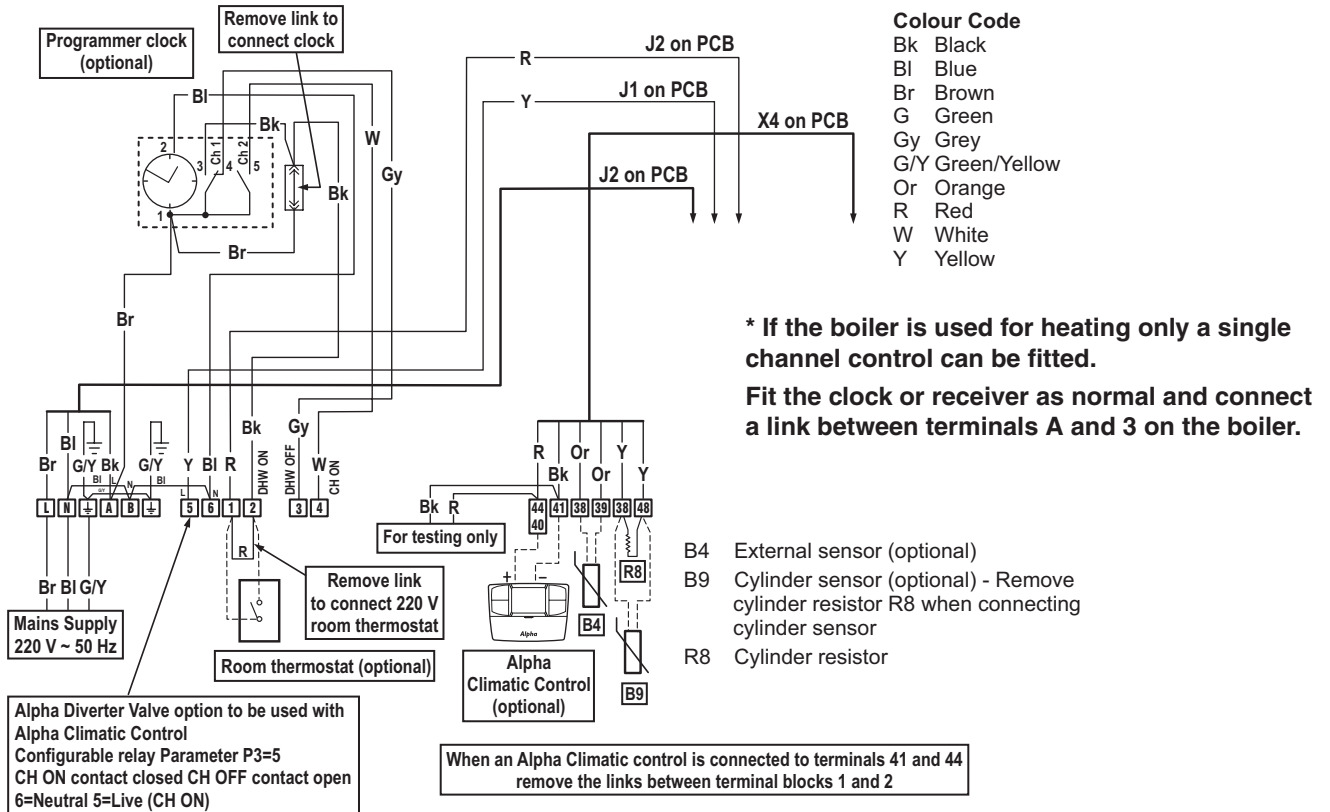 Programmer clock
(optional)
Remove link to
connect clock
J2 on PCB
R
J1 on PCB
Y
X4 on PCB
J2 on PCB
Bl
Bk
W
Gy
Bk
2
3
Ch 1
4
Ch 2
5
1
Br
Br
Colour Code
Bk Black
Bl Blue
Br Brown
G Green
Gy Grey
G/Y Green/Yellow
Or Orange
R Red
W White
Y Yellow
* If the boiler is used for heating only a single
channel control can be fitted.
Fit the clock or receiver as normal and connect
a link between terminals A and 3 on the boiler.
Br Bl G/Y Bk G/Y Y Bl R Bk DHW ON Gy DHW OFF W CH ON
Bl L N Bl L N
G/Y
L N A B 5 6 1 2 3 4
R
Br Bl G/Y
Mains Supply
220 V ~ 50 Hz
Remove link
to connect 220 V
room thermostat
Room thermostat (optional)
Alpha Diverter Valve option to be used with
Alpha Climatic Control
Configurable relay Parameter P3=5
CH ON contact closed CH OFF contact open
6=Neutral 5=Live (CH ON)
R Bk Or Or Y Y
Bk R
For testing only
44 41 38 39 38 48
40
+ −
Alpha
B4
R8
B9
Alpha
Climatic Control
(optional)
When an Alpha Climatic control is connected to terminals 41 and 44
remove the links between terminal blocks 1 and 2
B4 External sensor (optional)
B9 Cylinder sensor (optional) - Remove
cylinder resistor R8 when connecting
cylinder sensor
R8 Cylinder resistor